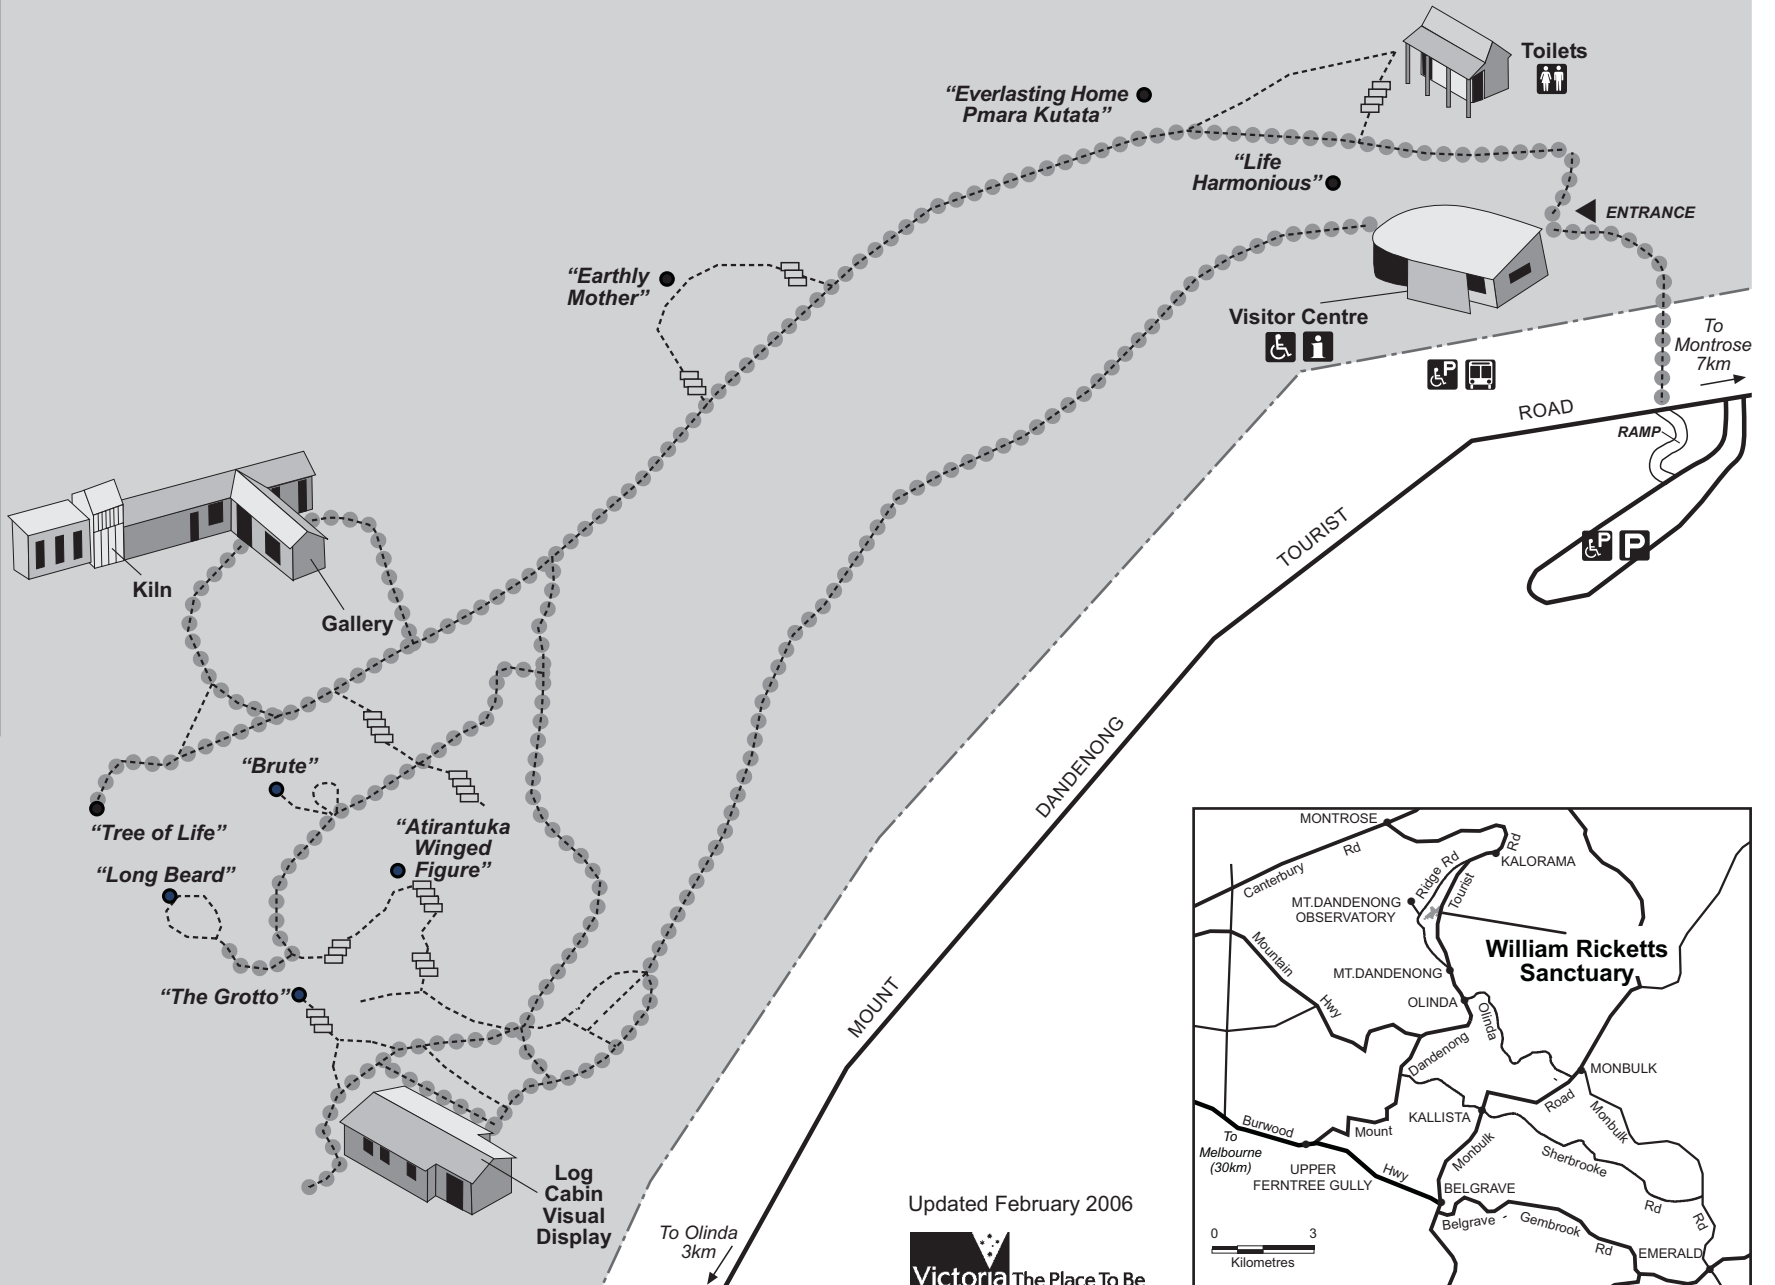 Toilets
“Everlasting Home
Pmara Kutata”
“Life
Harmonious”
ENTRANCE
“Earthly
Mother”
Visitor Centre
To
Montrose
7km
P
ROAD
RAMP
TOURIST
P
P
Kiln
Gallery
DANDENONG
“Brute”
“Tree of Life”
“Atirantuka
Winged
Figure”
“Long Beard”
“The Grotto”
MOUNT
Log
Cabin
Visual
Display
To Olinda
3km
Updated February 2006
Victoria The Place To Be
MONTROSE
Rd
Rd
KALORAMA
Canterbury
Ridge Rd
Tourist
MT.DANDENONG
OBSERVATORY
William Ricketts
Sanctuary
Mountain
Hwy
MT.DANDENONG
OLINDA
Olinda
Dandenong
MONBULK
KALLISTA
Road
Monbulk
Burwood
Mount
To
Melbourne
(30km)
Monbulk
Sherbrooke
UPPER
FERNTREE GULLY
Hwy
BELGRAVE
Rd
Rd
Belgrave - Gembrook
Rd
EMERALD
0 3
Kilometres